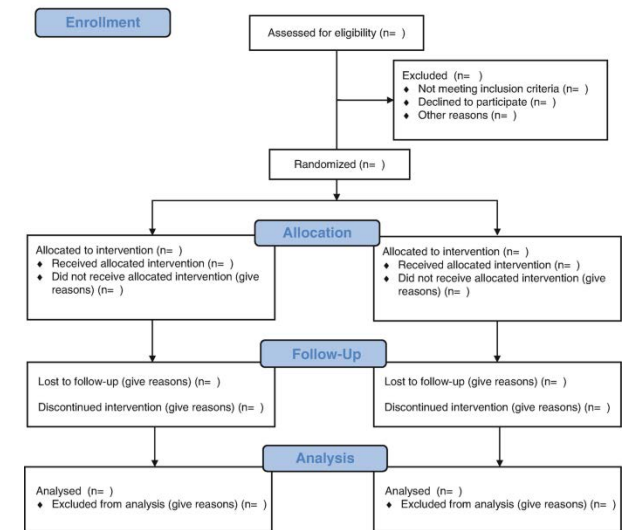 Enrollment
Assessed for eligibility (n= )
Excluded (n= )
♦ Not meeting inclusion criteria (n= )
♦ Declined to participate (n= )
♦ Other reasons (n= )
Randomized (n= )
Allocation
Allocated to intervention (n= )
♦ Received allocated intervention (n= )
♦ Did not receive allocated intervention (give
reasons) (n= )
Allocated to intervention (n= )
♦ Received allocated intervention (n= )
♦ Did not receive allocated intervention (give
reasons) (n= )
Follow-Up
Lost to follow-up (give reasons) (n= )
Discontinued intervention (give reasons) (n= )
Lost to follow-up (give reasons) (n= )
Discontinued intervention (give reasons) (n= )
Analysis
Analysed (n= )
♦ Excluded from analysis (give reasons) (n= )
Analysed (n= )
♦ Excluded from analysis (give reasons) (n= )